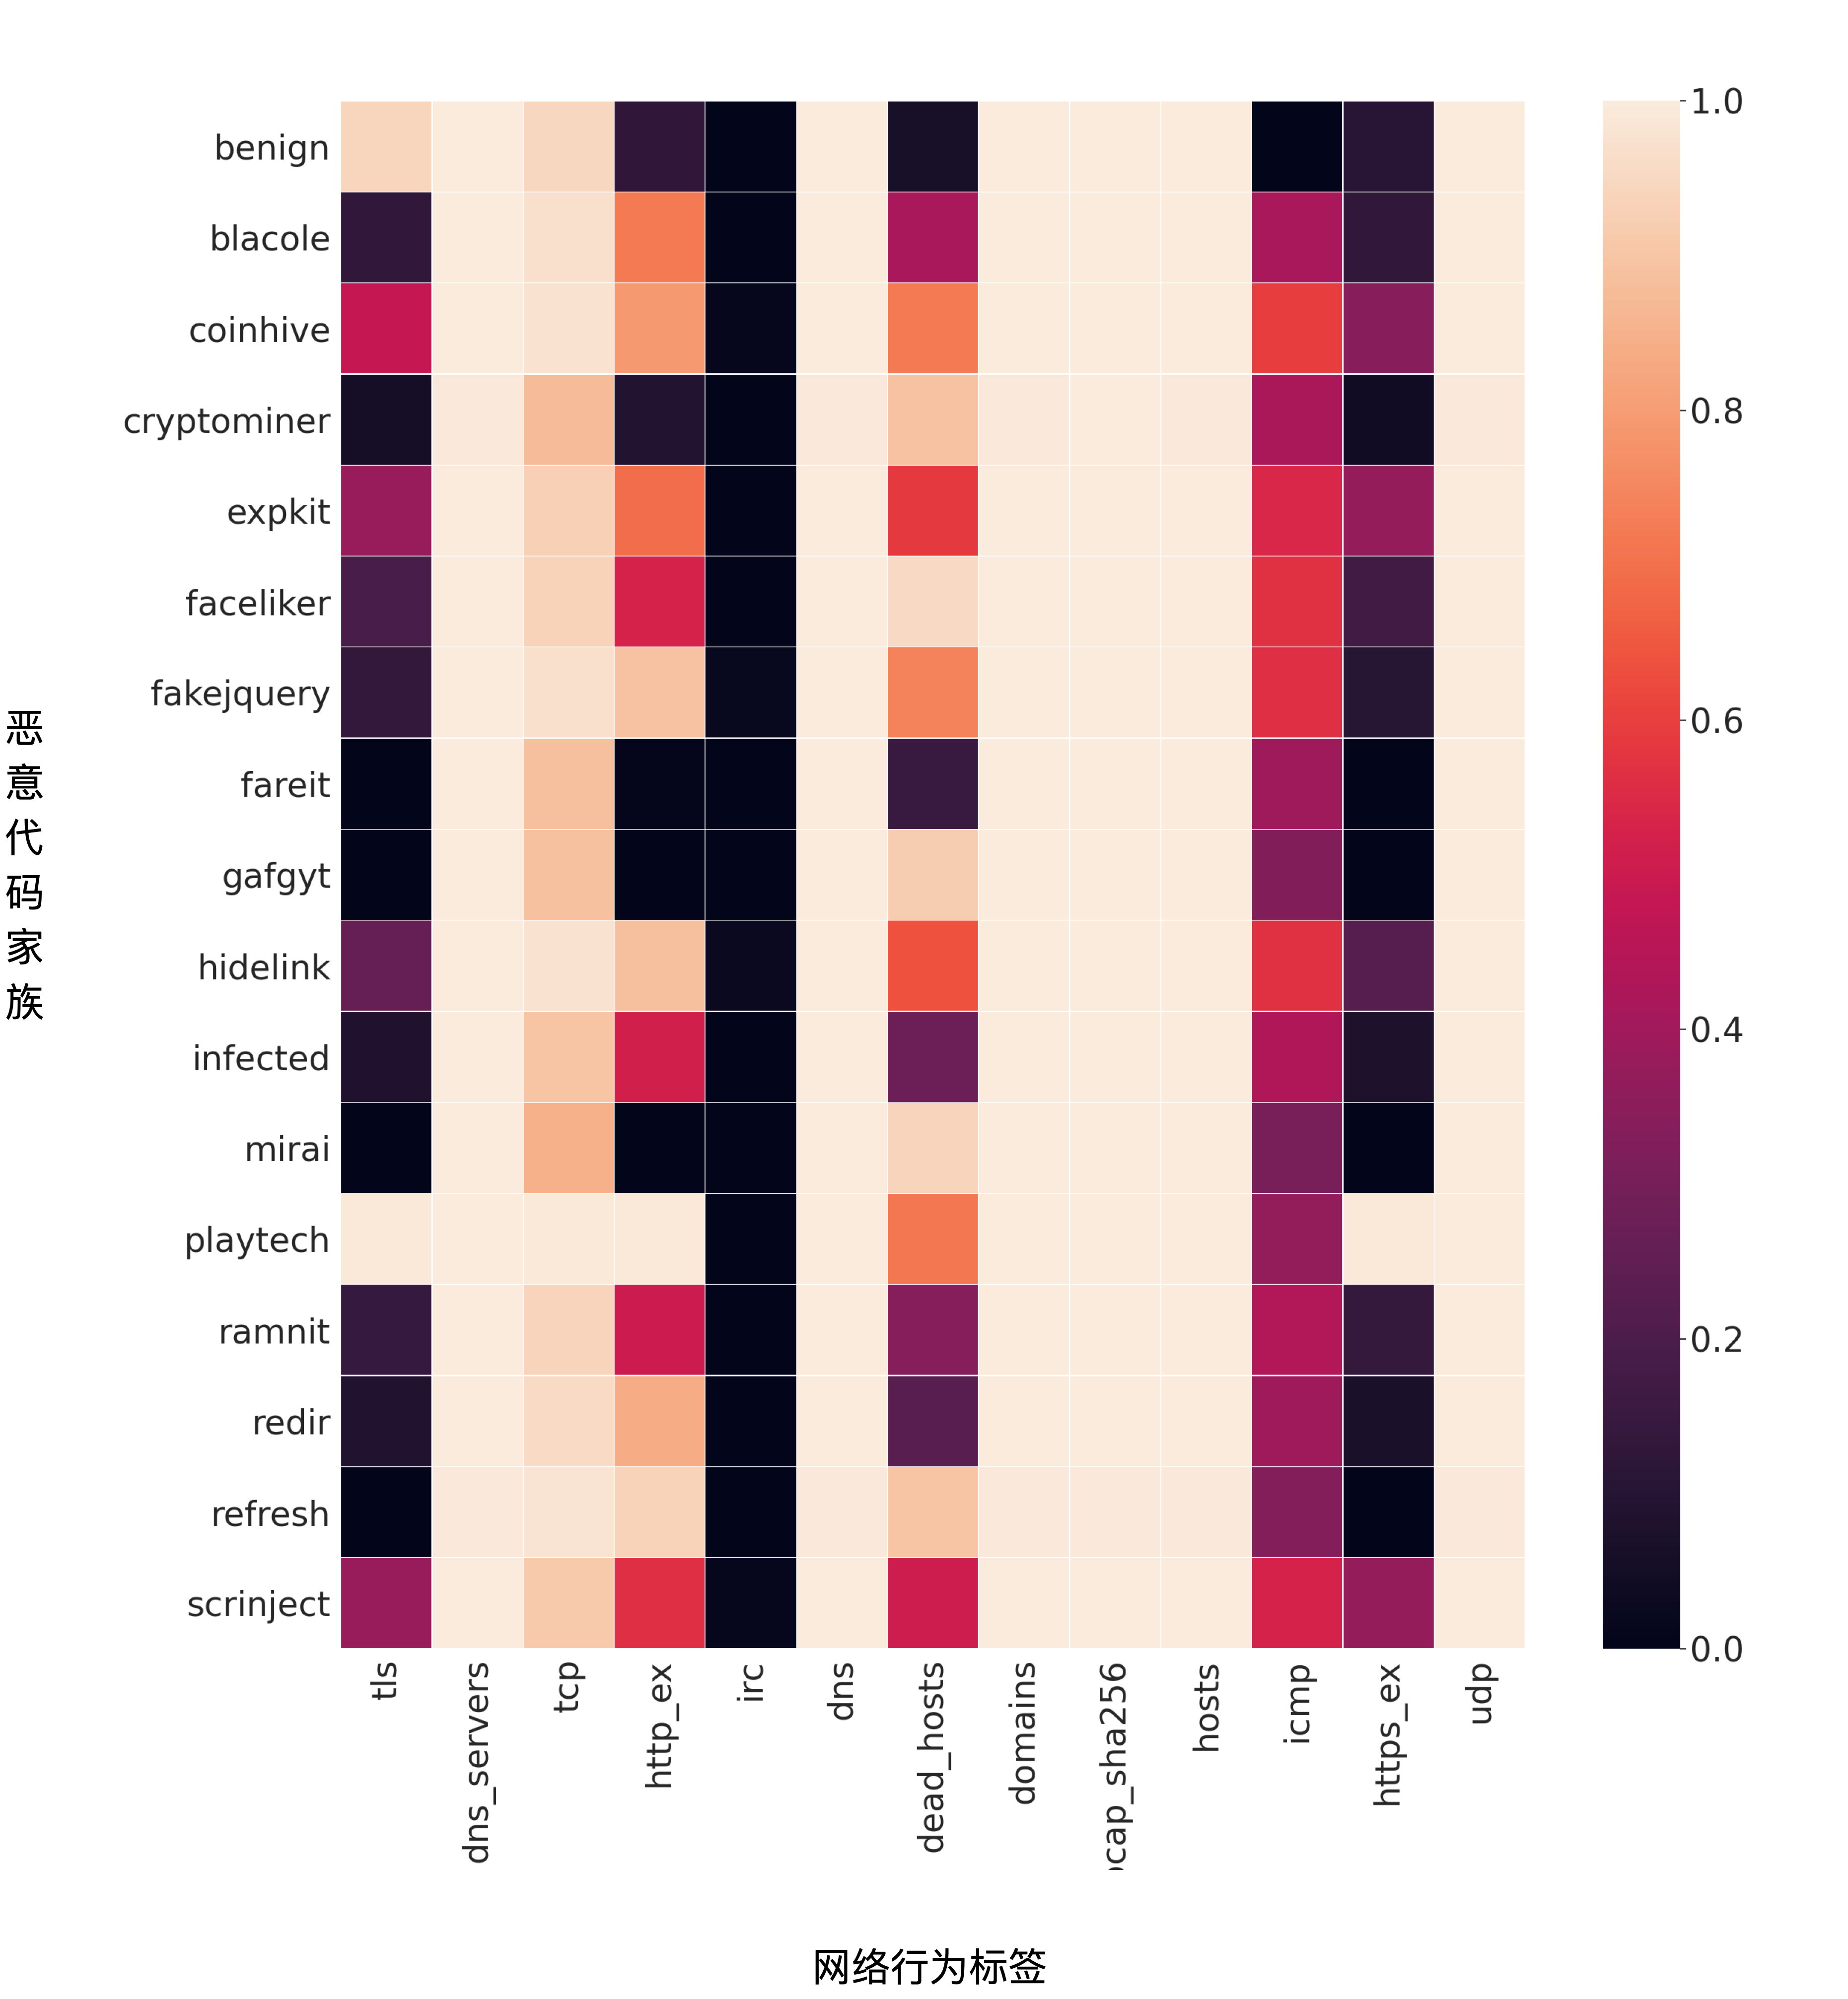 恶意代码家族
benign
blacole
coinhive
cryptominer
expkit
faceliker
fakejquery
fareit
gafgyt
hidelink
infected
mirai
playtech
ramnit
redir
refresh
scrinject
tls
dns_servers
tcp
http_ex
irc
dns
dead_hosts
domains
pcap_sha256
hosts
icmp
https_ex
udp
1.0
0.8
0.6
0.4
0.2
0.0
网络行为标签